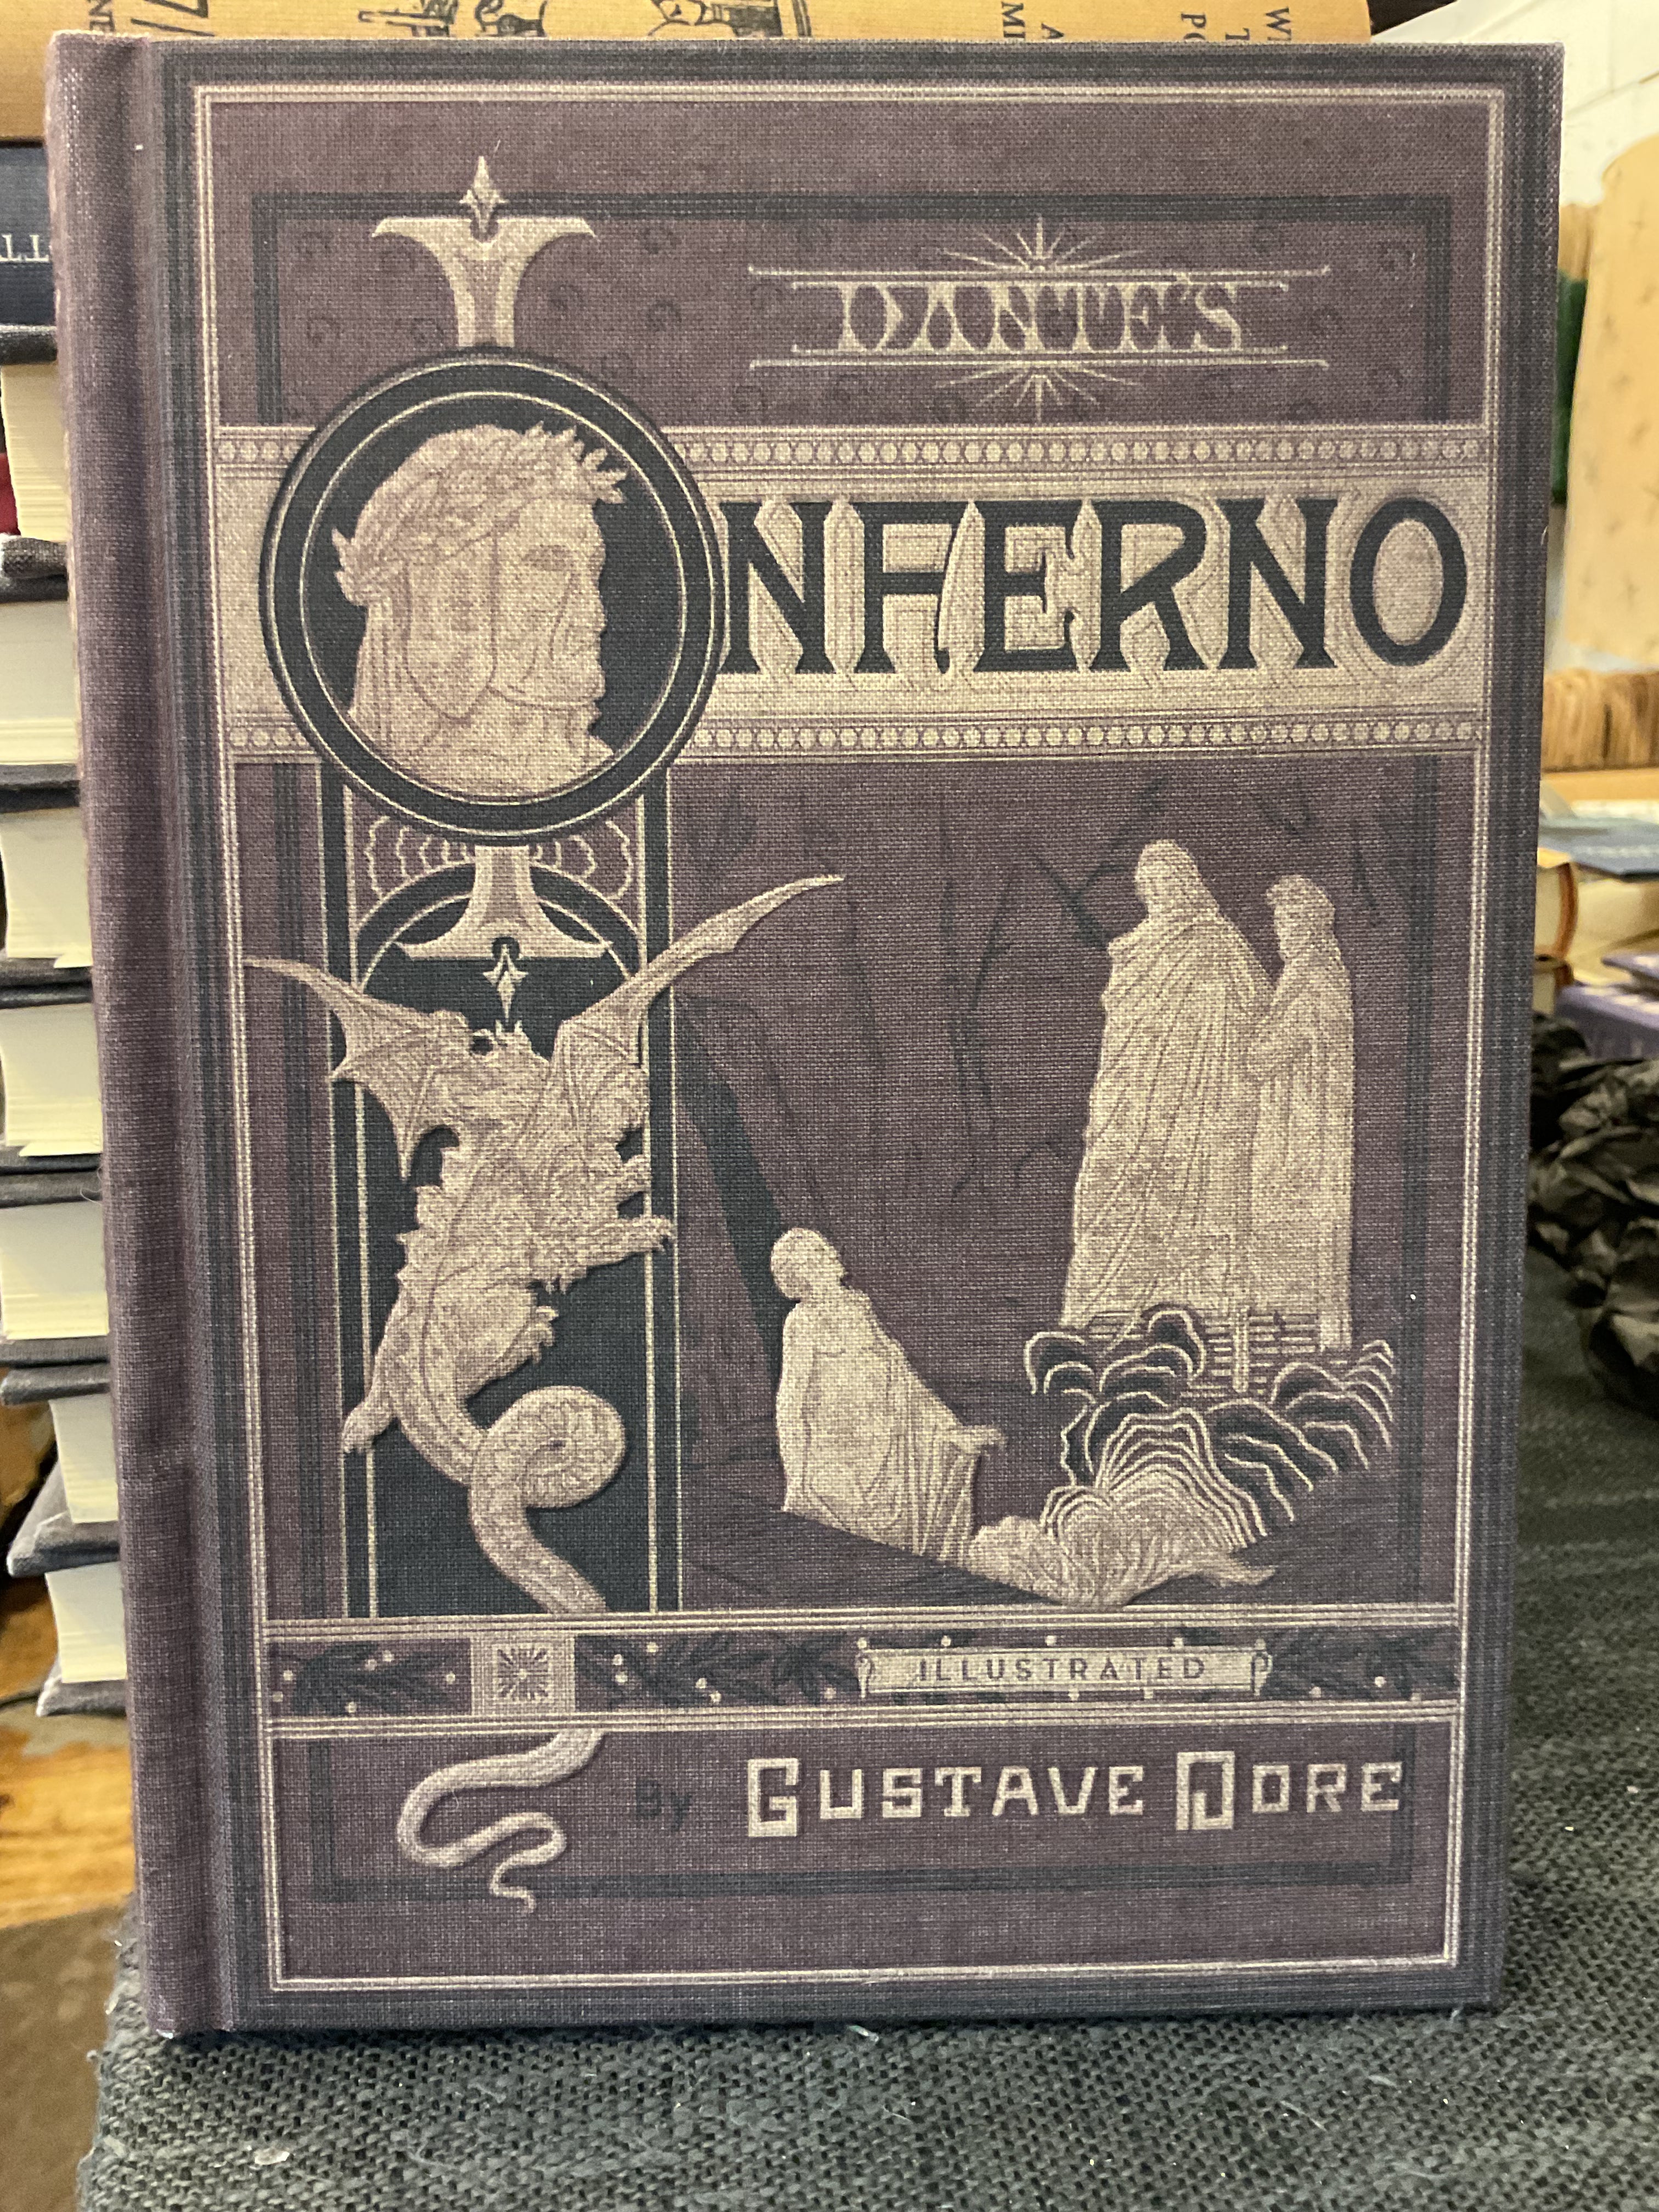 DANTE'S
INFERNO
ILLUSTRATED
By GUSTAVE DORE